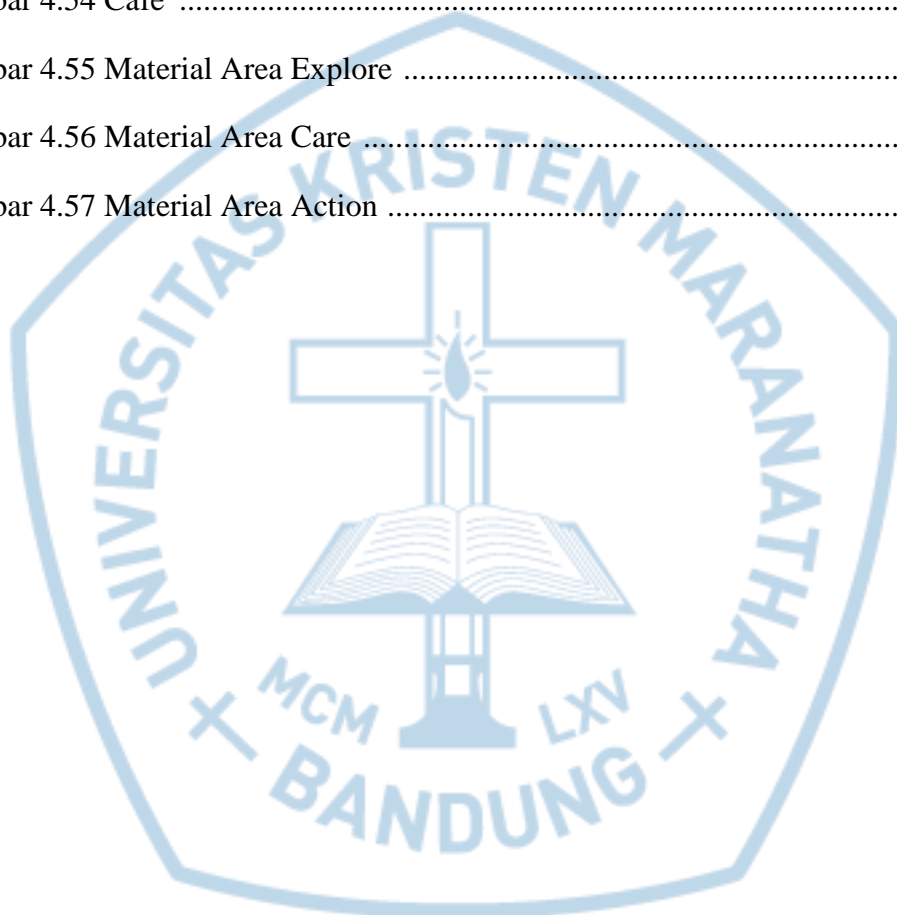 bar 4.54 Care ........................................................................................
bar 4.55 Material Area Explore ..............................................................
bar 4.56 Material Area Care ...................................................................
bar 4.57 Material Area Action ................................................................
UNIVERSITAS KRISTEN MARANATHA
MCM LXV
BANDUNG